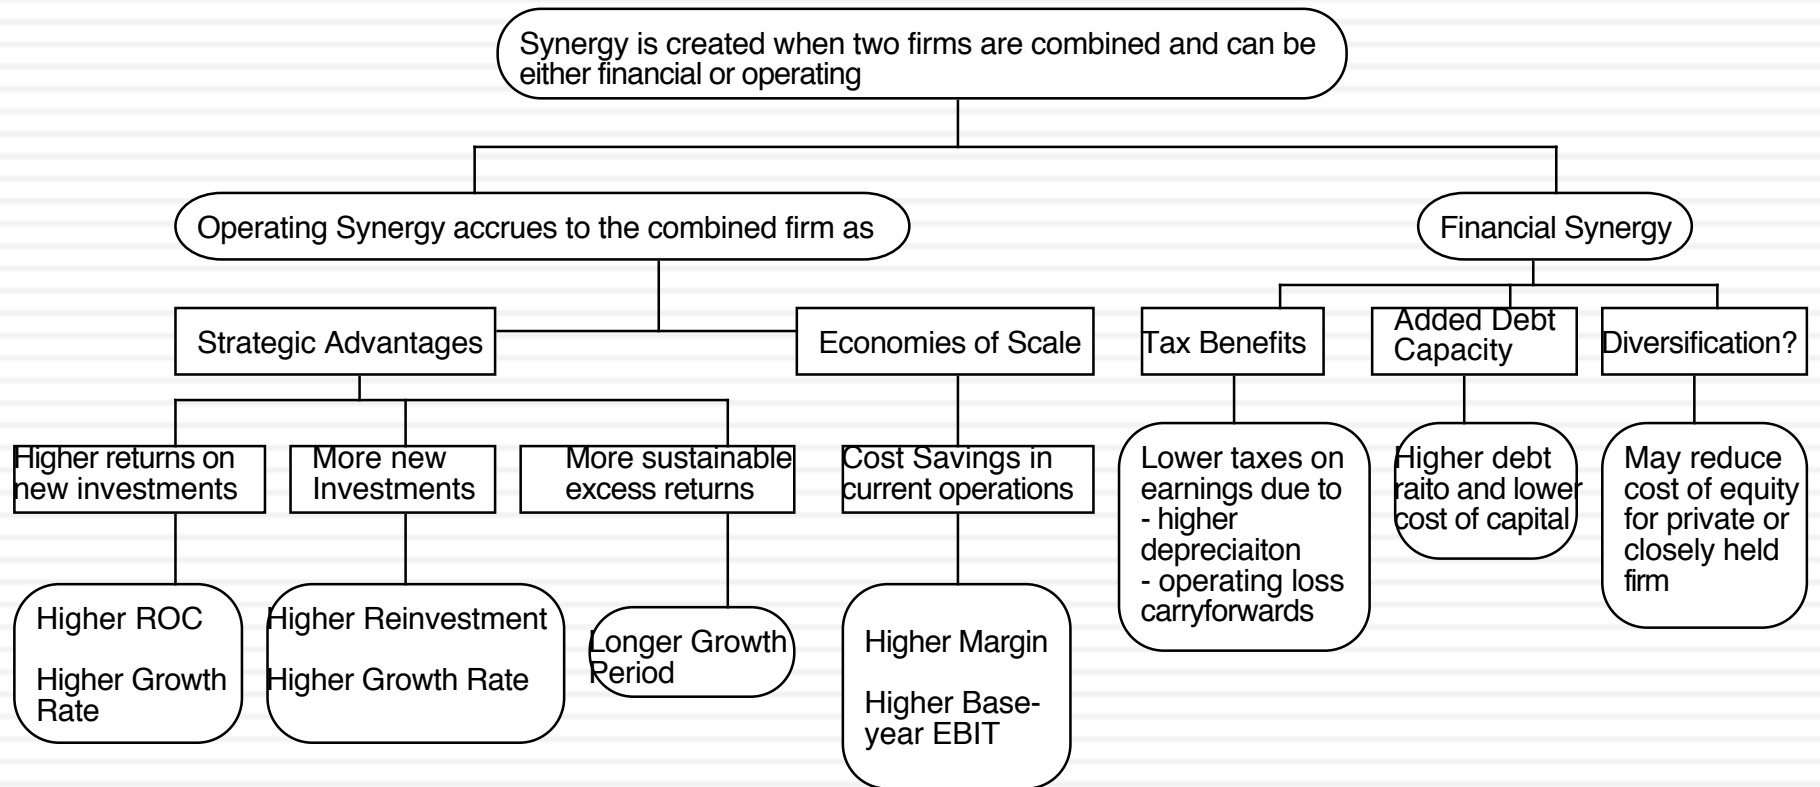 Synergy is created when two firms are combined and can be
either financial or operating
Operating Synergy accrues to the combined firm as
Financial Synergy
Strategic Advantages
Economies of Scale
Tax Benefits
Added Debt
Capacity
Diversification?
Higher returns on
new investments
More new
Investments
More sustainable
excess returns
Cost Savings in
current operations
Lower taxes on
earnings due to
- higher
depreciaiton
- operating loss
carryforwards
Higher debt
raito and lower
cost of capital
May reduce
cost of equity
for private or
closely held
firm
Higher ROC
Higher Growth
Rate
Higher Reinvestment
Higher Growth Rate
Longer Growth
Period
Higher Margin
Higher Base-
year EBIT